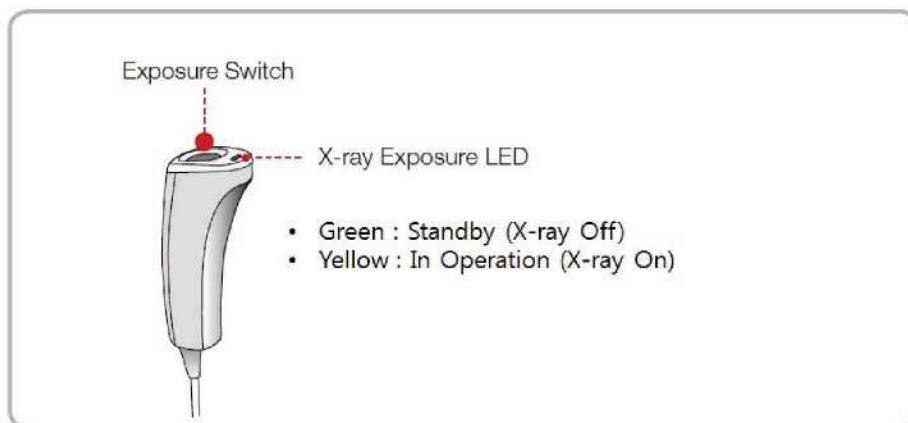 Exposure Switch
X-ray Exposure LED
• Green : Standby (X-ray Off)
• Yellow : In Operation (X-ray On)